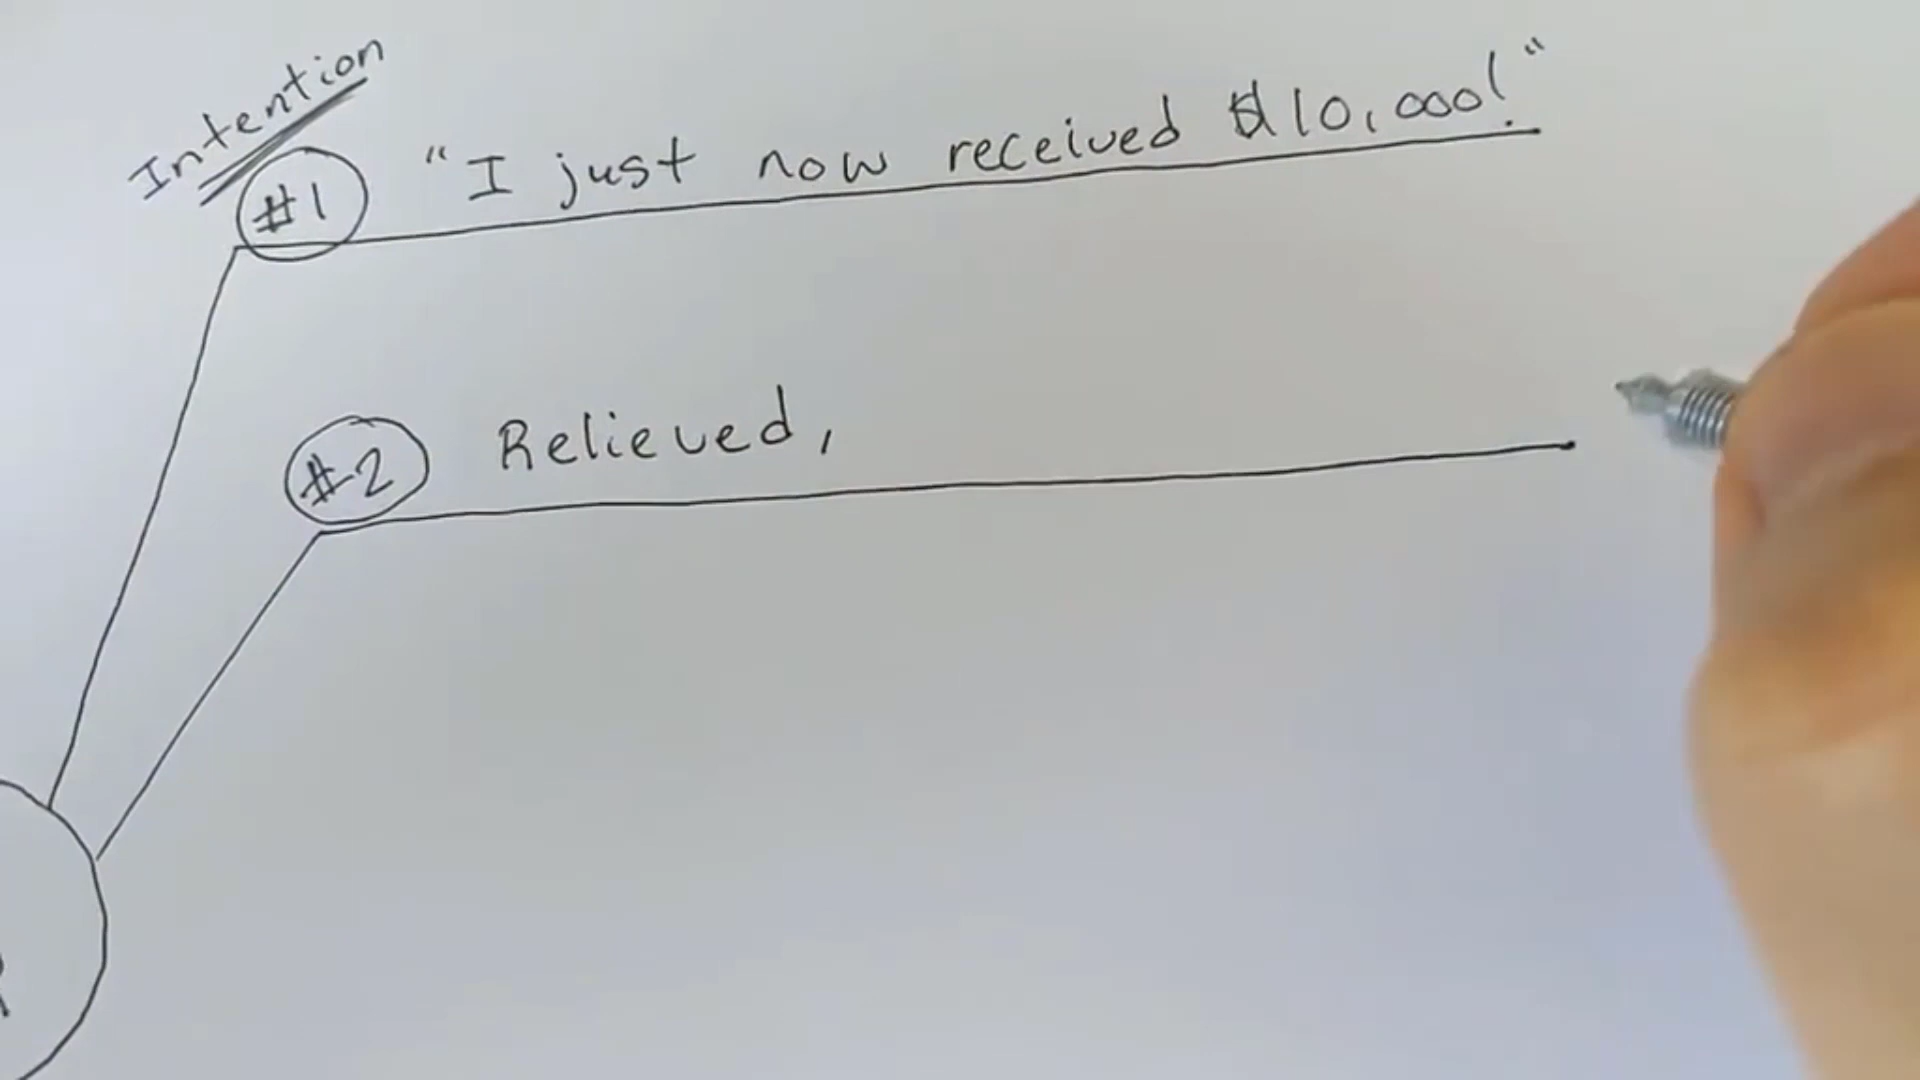 Intention
#1 "I just now received $10,000!"
#2 Relieved,